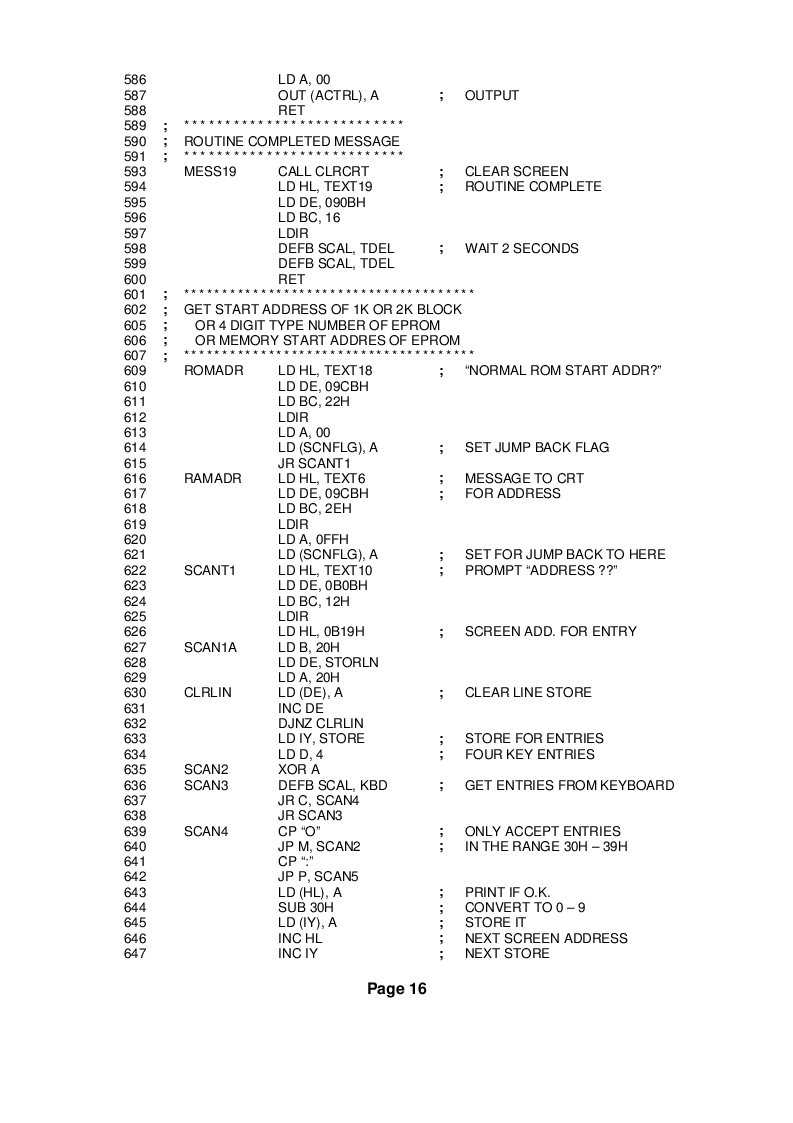 586 LD A, 00
587 OUT (ACTRL), A ; OUTPUT
588 RET
589 ; * * * * * * * * * * * * * * * * * * * * * * * * * * *
590 ; ROUTINE COMPLETED MESSAGE
591 ; * * * * * * * * * * * * * * * * * * * * * * * * * * *
593 MESS19 CALL CLRCRT ; CLEAR SCREEN
594 LD HL, TEXT19 ; ROUTINE COMPLETE
595 LD DE, 090BH
596 LD BC, 16
597 LDIR
598 DEFB SCAL, TDEL ; WAIT 2 SECONDS
599 DEFB SCAL, TDEL
600 RET
601 ; * * * * * * * * * * * * * * * * * * * * * * * * * * * * * * * * * * * * * *
602 ; GET START ADDRESS OF 1K OR 2K BLOCK
605 ; OR 4 DIGIT TYPE NUMBER OF EPROM
606 ; OR MEMORY START ADDRES OF EPROM
607 ; * * * * * * * * * * * * * * * * * * * * * * * * * * * * * * * * * * * * * *
609 ROMADR LD HL, TEXT18 ; “NORMAL ROM START ADDR?”
610 LD DE, 09CBH
611 LD BC, 22H
612 LDIR
613 LD A, 00
614 LD (SCNFLG), A ; SET JUMP BACK FLAG
615 JR SCANT1
616 RAMADR LD HL, TEXT6 ; MESSAGE TO CRT
617 LD DE, 09CBH ; FOR ADDRESS
618 LD BC, 2EH
619 LDIR
620 LD A, 0FFH
621 LD (SCNFLG), A ; SET FOR JUMP BACK TO HERE
622 SCANT1 LD HL, TEXT10 ; PROMPT “ADDRESS ??”
623 LD DE, 0B0BH
624 LD BC, 12H
625 LDIR
626 LD HL, 0B19H ; SCREEN ADD. FOR ENTRY
627 SCAN1A LD B, 20H
628 LD DE, STORLN
629 LD A, 20H
630 CLRLIN LD (DE), A ; CLEAR LINE STORE
631 INC DE
632 DJNZ CLRLIN
633 LD IY, STORE ; STORE FOR ENTRIES
634 LD D, 4 ; FOUR KEY ENTRIES
635 SCAN2 XOR A
636 SCAN3 DEFB SCAL, KBD ; GET ENTRIES FROM KEYBOARD
637 JR C, SCAN4
638 JR SCAN3
639 SCAN4 CP “O” ; ONLY ACCEPT ENTRIES
640 JP M, SCAN2 ; IN THE RANGE 30H – 39H
641 CP “:”
642 JP P, SCAN5
643 LD (HL), A ; PRINT IF O.K.
644 SUB 30H ; CONVERT TO 0 – 9
645 LD (IY), A ; STORE IT
646 INC HL ; NEXT SCREEN ADDRESS
647 INC IY ; NEXT STORE
Page 16